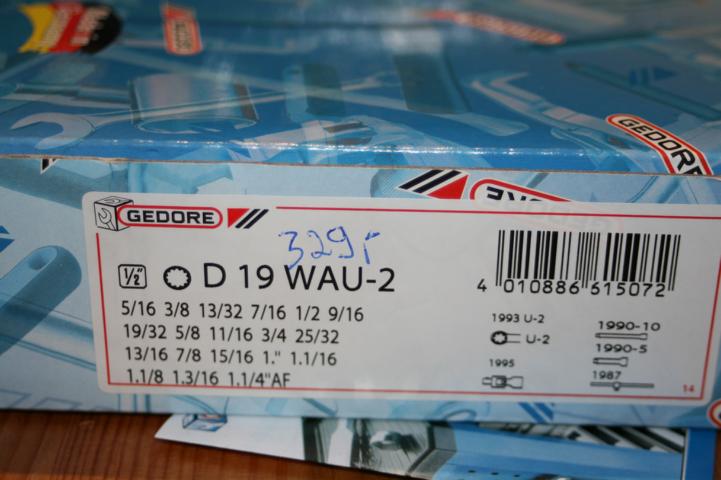 GEDORE
GEDORE
1/2"
D 19 WAU-2
5/16 3/8 13/32 7/16 1/2 9/16
19/32 5/8 11/16 3/4 25/32
13/16 7/8 15/16 1." 1.1/16
1.1/8 1.3/16 1.1/4"AF
4 010886 615072
1993 U-2
U-2
1995
1990-10
1990-5
1987
14